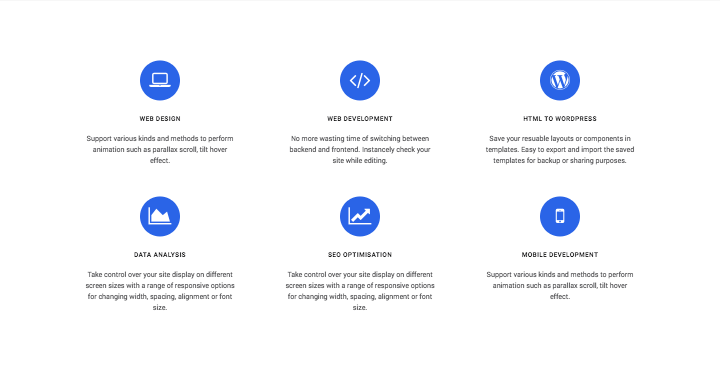 WEB DESIGN
Support various kinds and methods to perform
animation such as parallax scroll, tilt hover
effect.
WEB DEVELOPMENT
No more wasting time of switching between
backend and frontend. Instancely check your
site while editing.
HTML TO WORDPRESS
Save your resuable layouts or components in
templates. Easy to export and import the saved
templates for backup or sharing purposes.
DATA ANALYSIS
Take control over your site display on different
screen sizes with a range of responsive options
for changing width, spacing, alignment or font
size.
SEO OPTIMISATION
Take control over your site display on different
screen sizes with a range of responsive options
for changing width, spacing, alignment or font
size.
MOBILE DEVELOPMENT
Support various kinds and methods to perform
animation such as parallax scroll, tilt hover
effect.